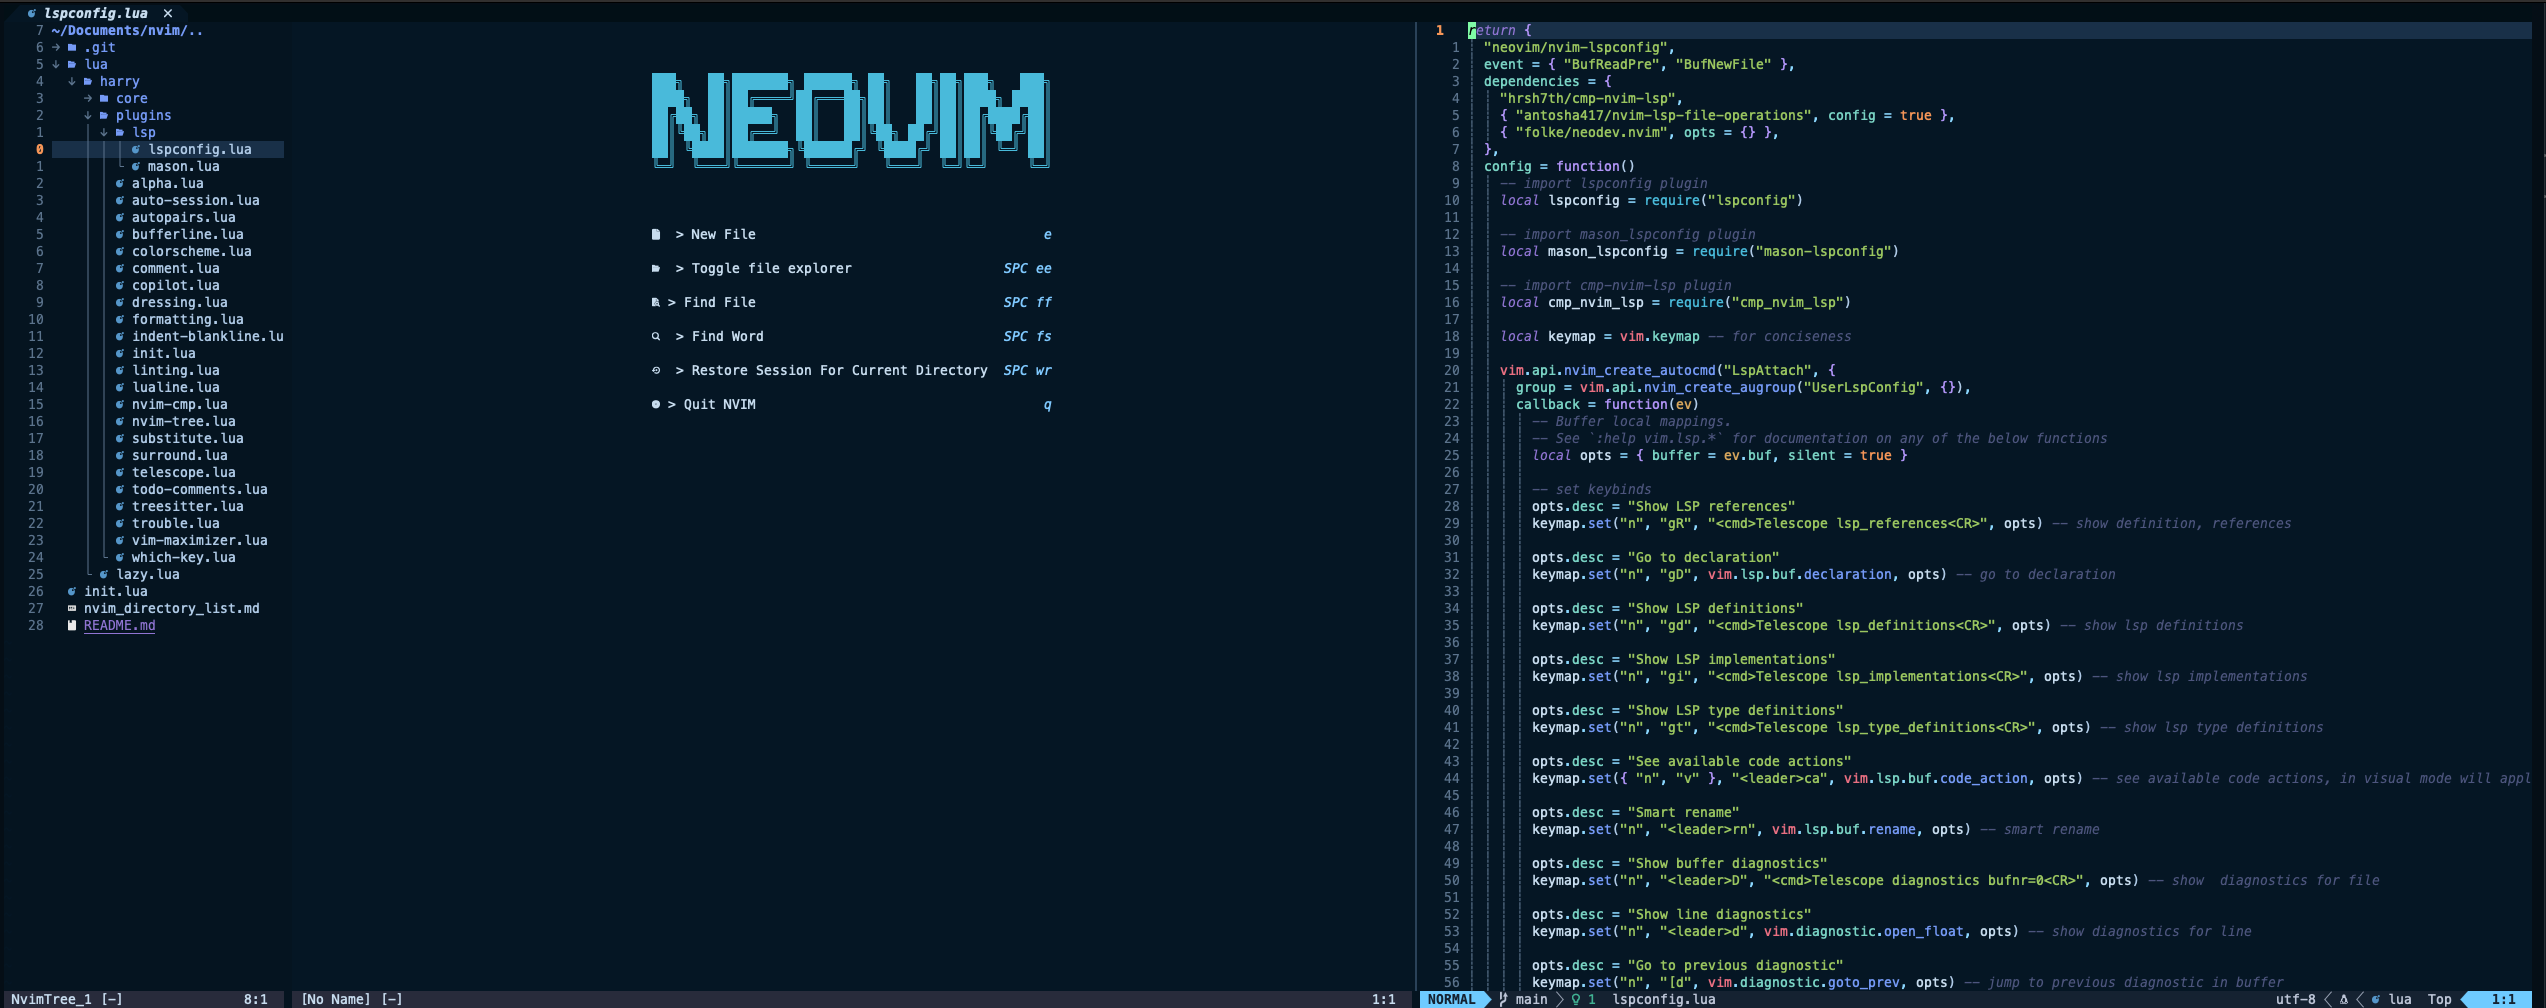 lspconfig.lua ×
7 ~/Documents/nvim/..
6 .git
5 lua
4 harry
3 core
2 plugins
1 lsp
0 lspconfig.lua
1 mason.lua
2 alpha.lua
3 auto-session.lua
4 autopairs.lua
5 bufferline.lua
6 colorscheme.lua
7 comment.lua
8 copilot.lua
9 dressing.lua
10 formatting.lua
11 indent-blankline.lu
12 init.lua
13 linting.lua
14 lualine.lua
15 nvim-cmp.lua
16 nvim-tree.lua
17 substitute.lua
18 surround.lua
19 telescope.lua
20 todo-comments.lua
21 treesitter.lua
22 trouble.lua
23 vim-maximizer.lua
24 which-key.lua
25 lazy.lua
26 init.lua
27 nvim_directory_list.md
28 README.md
NvimTree_1 [-] 8:1
NEOVIM
> New File e
> Toggle file explorer SPC ee
> Find File SPC ff
> Find Word SPC fs
> Restore Session For Current Directory SPC wr
> Quit NVIM q
[No Name] [-] 1:1
1 return {
1 "neovim/nvim-lspconfig",
2 event = { "BufReadPre", "BufNewFile" },
3 dependencies = {
4 "hrsh7th/cmp-nvim-lsp",
5 { "antosha417/nvim-lsp-file-operations", config = true },
6 { "folke/neodev.nvim", opts = {} },
7 },
8 config = function()
9 -- import lspconfig plugin
10 local lspconfig = require("lspconfig")
11
12 -- import mason_lspconfig plugin
13 local mason_lspconfig = require("mason-lspconfig")
14
15 -- import cmp-nvim-lsp plugin
16 local cmp_nvim_lsp = require("cmp_nvim_lsp")
17
18 local keymap = vim.keymap -- for conciseness
19
20 vim.api.nvim_create_autocmd("LspAttach", {
21 group = vim.api.nvim_create_augroup("UserLspConfig", {}),
22 callback = function(ev)
23 -- Buffer local mappings.
24 -- See `:help vim.lsp.*` for documentation on any of the below functions
25 local opts = { buffer = ev.buf, silent = true }
26
27 -- set keybinds
28 opts.desc = "Show LSP references"
29 keymap.set("n", "gR", "<cmd>Telescope lsp_references<CR>", opts) -- show definition, references
30
31 opts.desc = "Go to declaration"
32 keymap.set("n", "gD", vim.lsp.buf.declaration, opts) -- go to declaration
33
34 opts.desc = "Show LSP definitions"
35 keymap.set("n", "gd", "<cmd>Telescope lsp_definitions<CR>", opts) -- show lsp definitions
36
37 opts.desc = "Show LSP implementations"
38 keymap.set("n", "gi", "<cmd>Telescope lsp_implementations<CR>", opts) -- show lsp implementations
39
40 opts.desc = "Show LSP type definitions"
41 keymap.set("n", "gt", "<cmd>Telescope lsp_type_definitions<CR>", opts) -- show lsp type definitions
42
43 opts.desc = "See available code actions"
44 keymap.set({ "n", "v" }, "<leader>ca", vim.lsp.buf.code_action, opts) -- see available code actions, in visual mode will appl
45
46 opts.desc = "Smart rename"
47 keymap.set("n", "<leader>rn", vim.lsp.buf.rename, opts) -- smart rename
48
49 opts.desc = "Show buffer diagnostics"
50 keymap.set("n", "<leader>D", "<cmd>Telescope diagnostics bufnr=0<CR>", opts) -- show  diagnostics for file
51
52 opts.desc = "Show line diagnostics"
53 keymap.set("n", "<leader>d", vim.diagnostic.open_float, opts) -- show diagnostics for line
54
55 opts.desc = "Go to previous diagnostic"
56 keymap.set("n", "[d", vim.diagnostic.goto_prev, opts) -- jump to previous diagnostic in buffer
NORMAL main 1 lspconfig.lua utf-8 lua Top 1:1